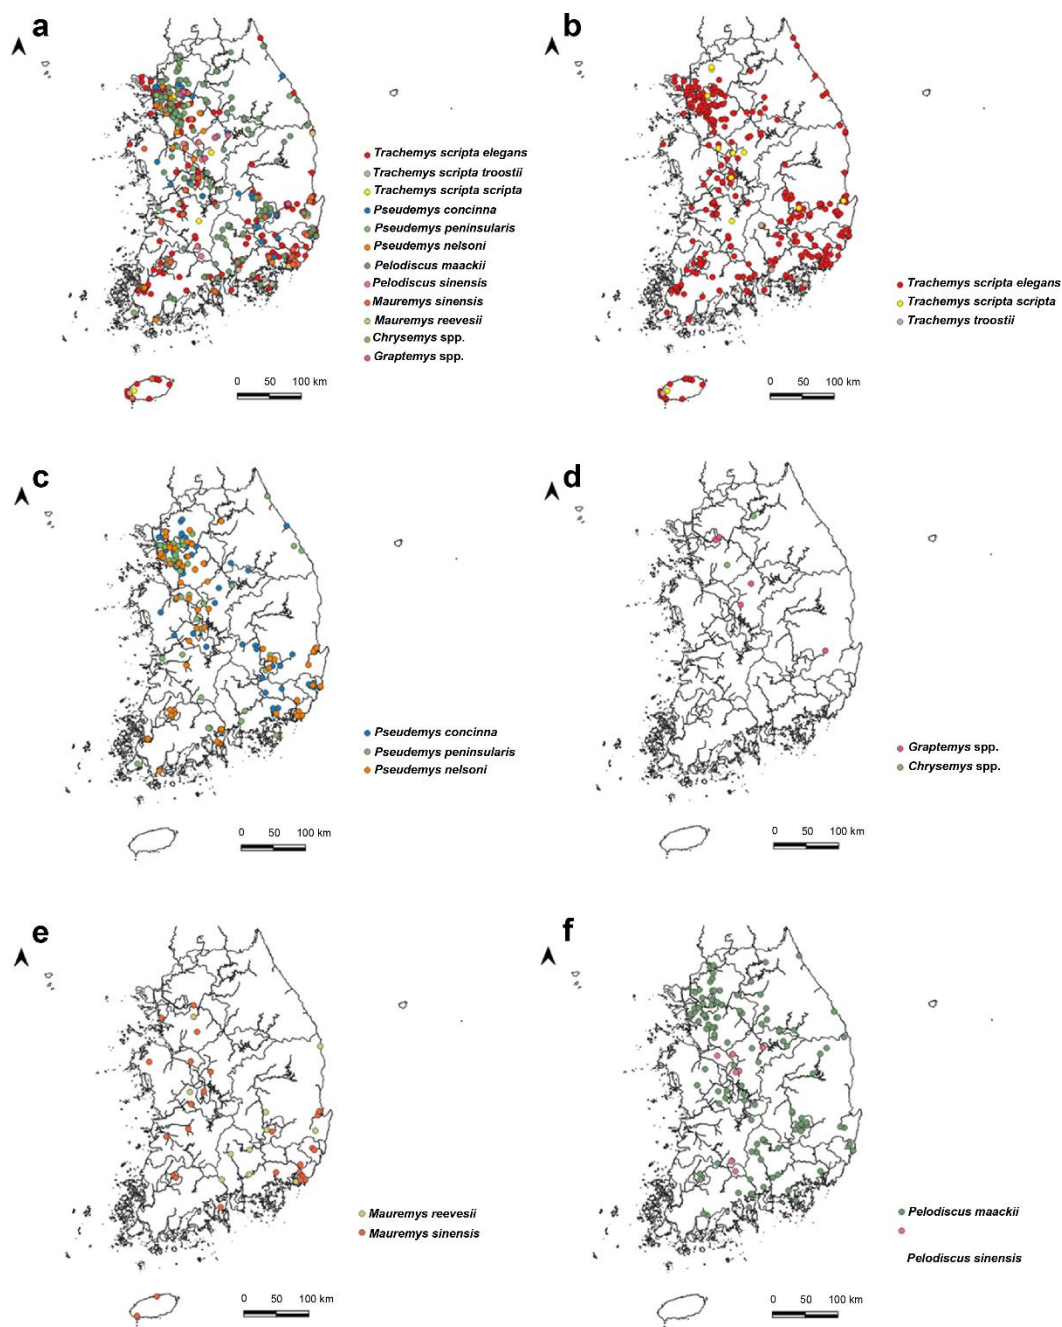 a
Trachemys scripta elegans
Trachemys scripta troostii
Trachemys scripta scripta
Pseudemys concinna
Pseudemys peninsularis
Pseudemys nelsoni
Pelodiscus maackii
Pelodiscus sinensis
Mauremys sinensis
Mauremys reevesii
Chrysemys spp.
Graptemys spp.
0 50 100 km
b
Trachemys scripta elegans
Trachemys scripta scripta
Trachemys troostii
0 50 100 km
c
Pseudemys concinna
Pseudemys peninsularis
Pseudemys nelsoni
0 50 100 km
d
Graptemys spp.
Chrysemys spp.
0 50 100 km
e
Mauremys reevesii
Mauremys sinensis
0 50 100 km
f
Pelodiscus maackii
Pelodiscus sinensis
0 50 100 km